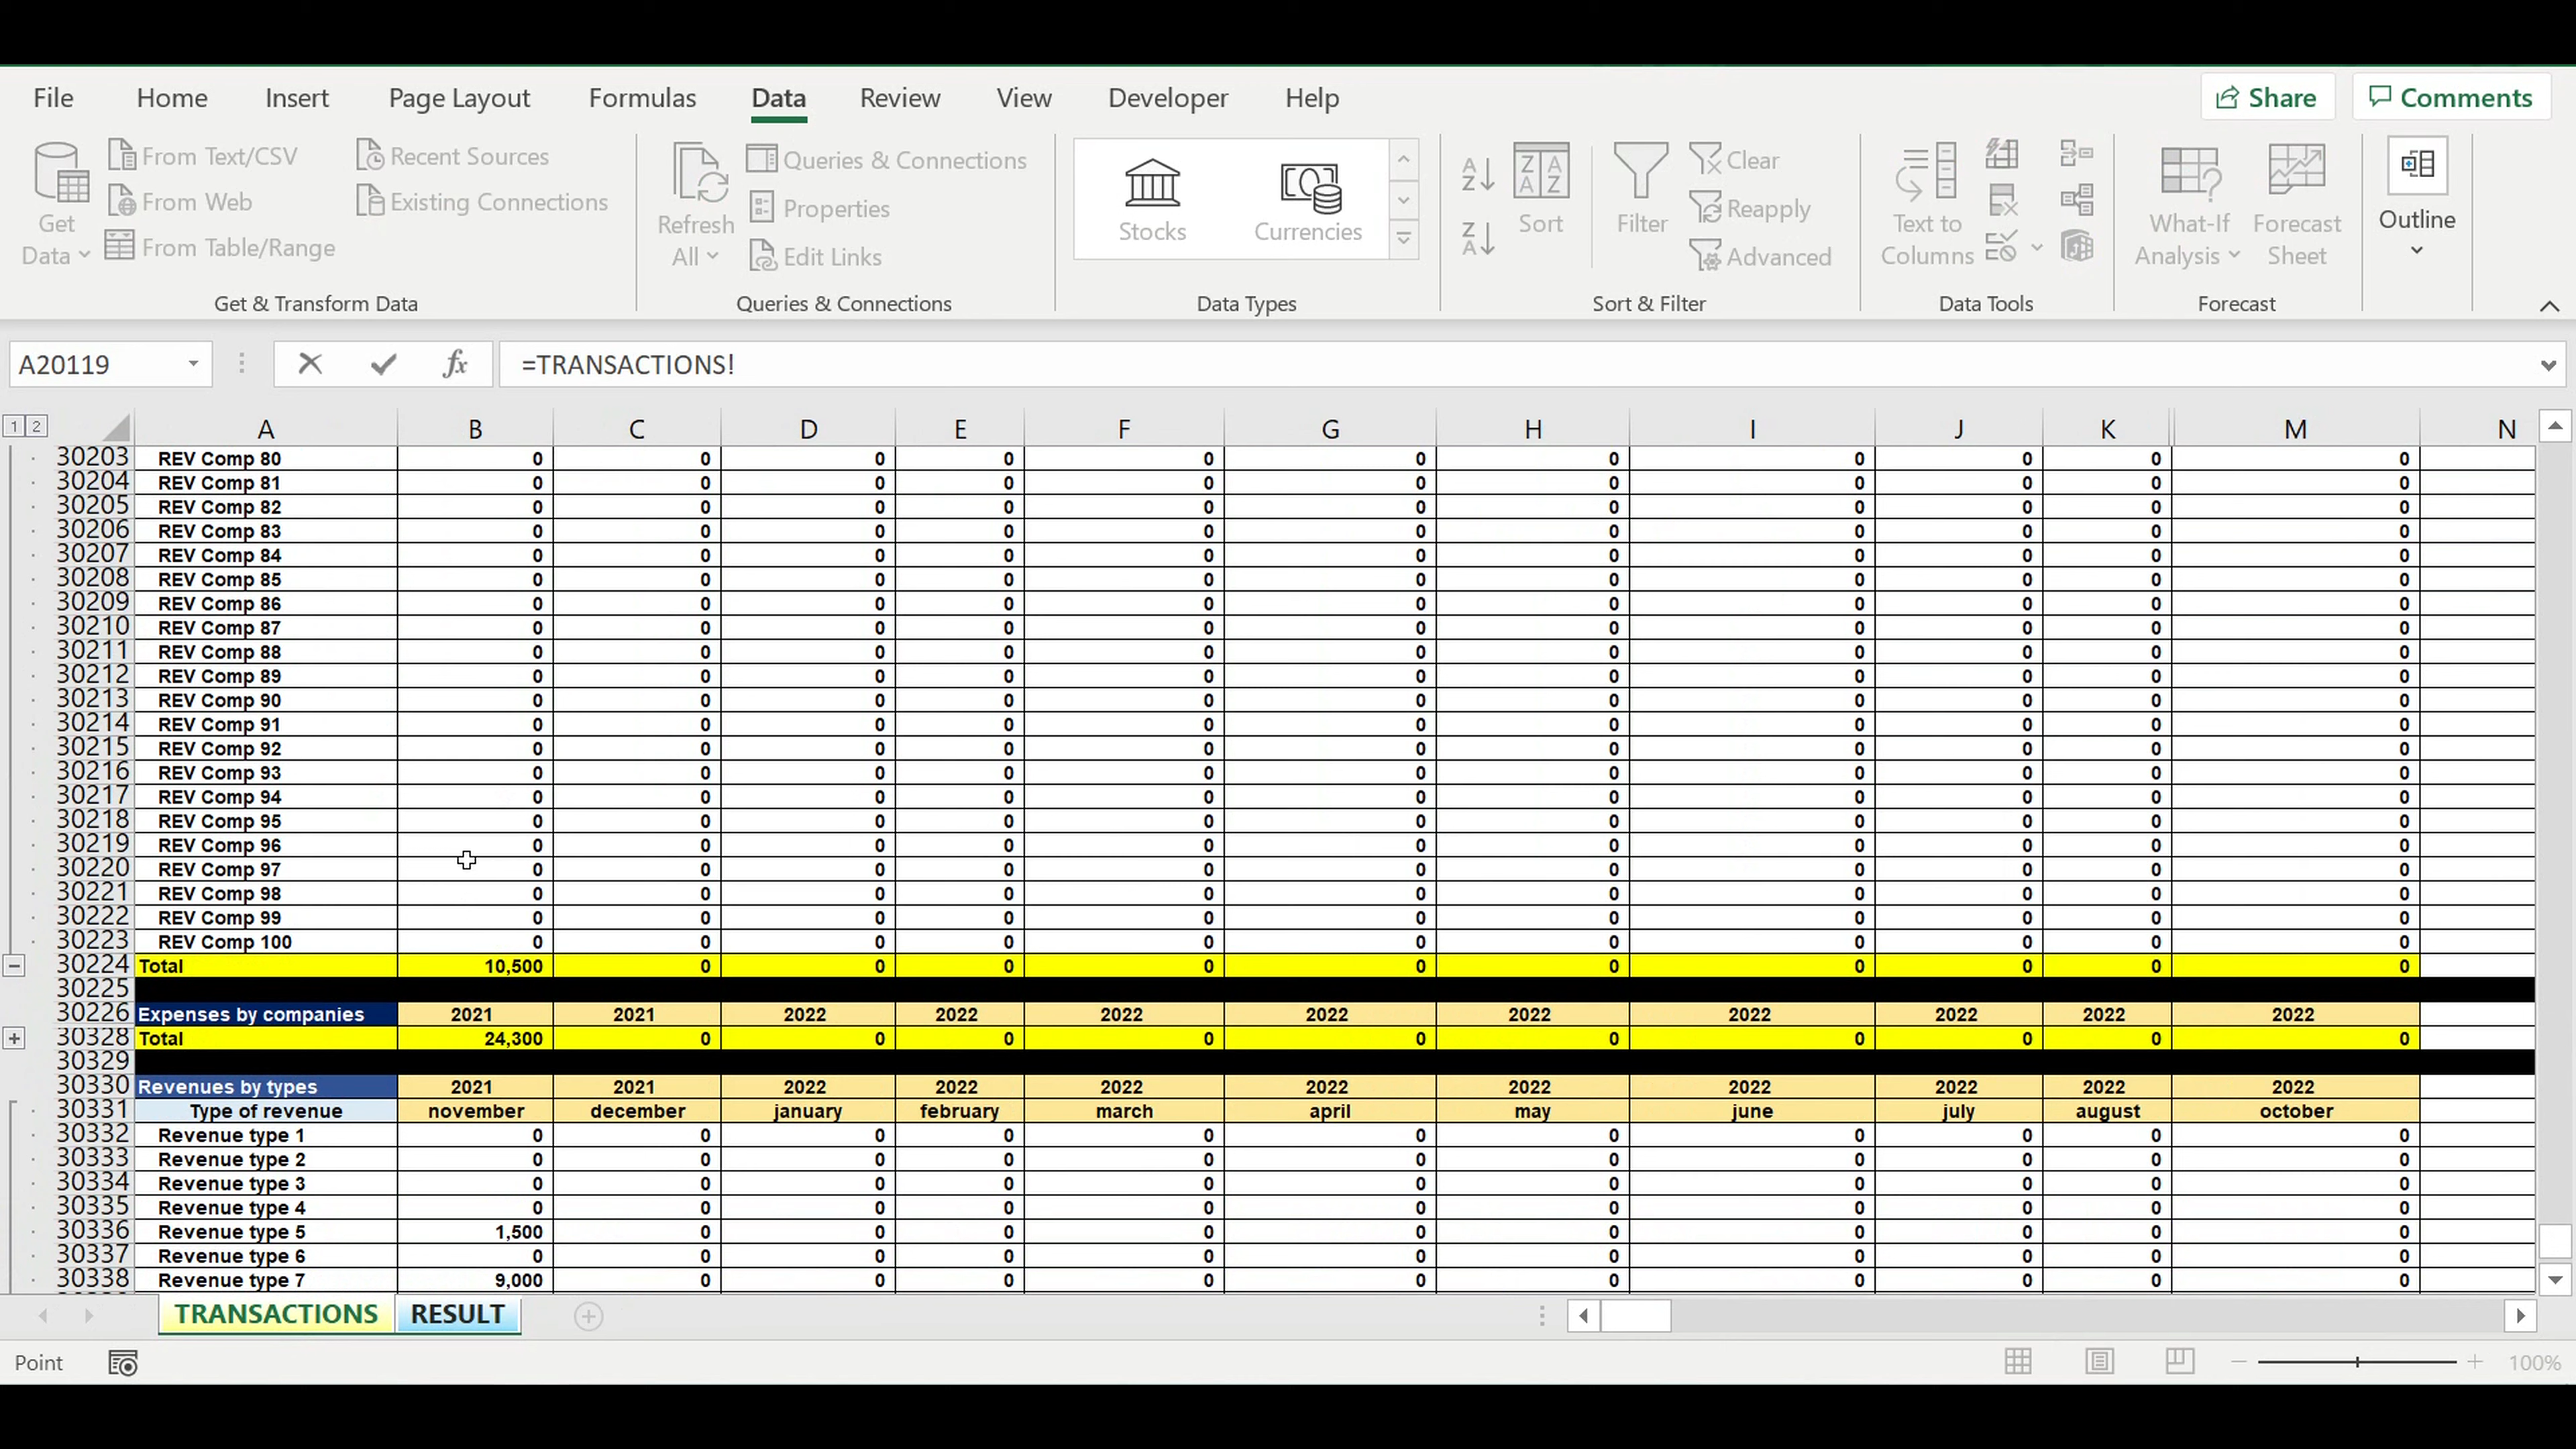 File Home Insert Page Layout Formulas Data Review View Developer Help Share Comments
Get Data From Text/CSV From Web From Table/Range Recent Sources Existing Connections
Refresh All Queries & Connections Properties Edit Links
Stocks Currencies
Sort Filter Clear Reapply Advanced
Text to Columns What-If Analysis Forecast Sheet Outline
Get & Transform Data Queries & Connections Data Types Sort & Filter Data Tools Forecast
A20119 fx =TRANSACTIONS!
1 2 A B C D E F G H I J K M N
30203 REV Comp 80 0 0 0 0 0 0 0 0 0 0 0
30204 REV Comp 81 0 0 0 0 0 0 0 0 0 0 0
30205 REV Comp 82 0 0 0 0 0 0 0 0 0 0 0
30206 REV Comp 83 0 0 0 0 0 0 0 0 0 0 0
30207 REV Comp 84 0 0 0 0 0 0 0 0 0 0 0
30208 REV Comp 85 0 0 0 0 0 0 0 0 0 0 0
30209 REV Comp 86 0 0 0 0 0 0 0 0 0 0 0
30210 REV Comp 87 0 0 0 0 0 0 0 0 0 0 0
30211 REV Comp 88 0 0 0 0 0 0 0 0 0 0 0
30212 REV Comp 89 0 0 0 0 0 0 0 0 0 0 0
30213 REV Comp 90 0 0 0 0 0 0 0 0 0 0 0
30214 REV Comp 91 0 0 0 0 0 0 0 0 0 0 0
30215 REV Comp 92 0 0 0 0 0 0 0 0 0 0 0
30216 REV Comp 93 0 0 0 0 0 0 0 0 0 0 0
30217 REV Comp 94 0 0 0 0 0 0 0 0 0 0 0
30218 REV Comp 95 0 0 0 0 0 0 0 0 0 0 0
30219 REV Comp 96 0 0 0 0 0 0 0 0 0 0 0
30220 REV Comp 97 0 0 0 0 0 0 0 0 0 0 0
30221 REV Comp 98 0 0 0 0 0 0 0 0 0 0 0
30222 REV Comp 99 0 0 0 0 0 0 0 0 0 0 0
30223 REV Comp 100 0 0 0 0 0 0 0 0 0 0 0
30224 Total 10,500 0 0 0 0 0 0 0 0 0 0
30225
30226 Expenses by companies 2021 2021 2022 2022 2022 2022 2022 2022 2022 2022 2022
30328 Total 24,300 0 0 0 0 0 0 0 0 0 0
30329
30330 Revenues by types 2021 2021 2022 2022 2022 2022 2022 2022 2022 2022 2022
30331 Type of revenue november december january february march april may june july august october
30332 Revenue type 1 0 0 0 0 0 0 0 0 0 0 0
30333 Revenue type 2 0 0 0 0 0 0 0 0 0 0 0
30334 Revenue type 3 0 0 0 0 0 0 0 0 0 0 0
30335 Revenue type 4 0 0 0 0 0 0 0 0 0 0 0
30336 Revenue type 5 1,500 0 0 0 0 0 0 0 0 0 0
30337 Revenue type 6 0 0 0 0 0 0 0 0 0 0 0
30338 Revenue type 7 9,000 0 0 0 0 0 0 0 0 0 0
TRANSACTIONS RESULT
Point 100%